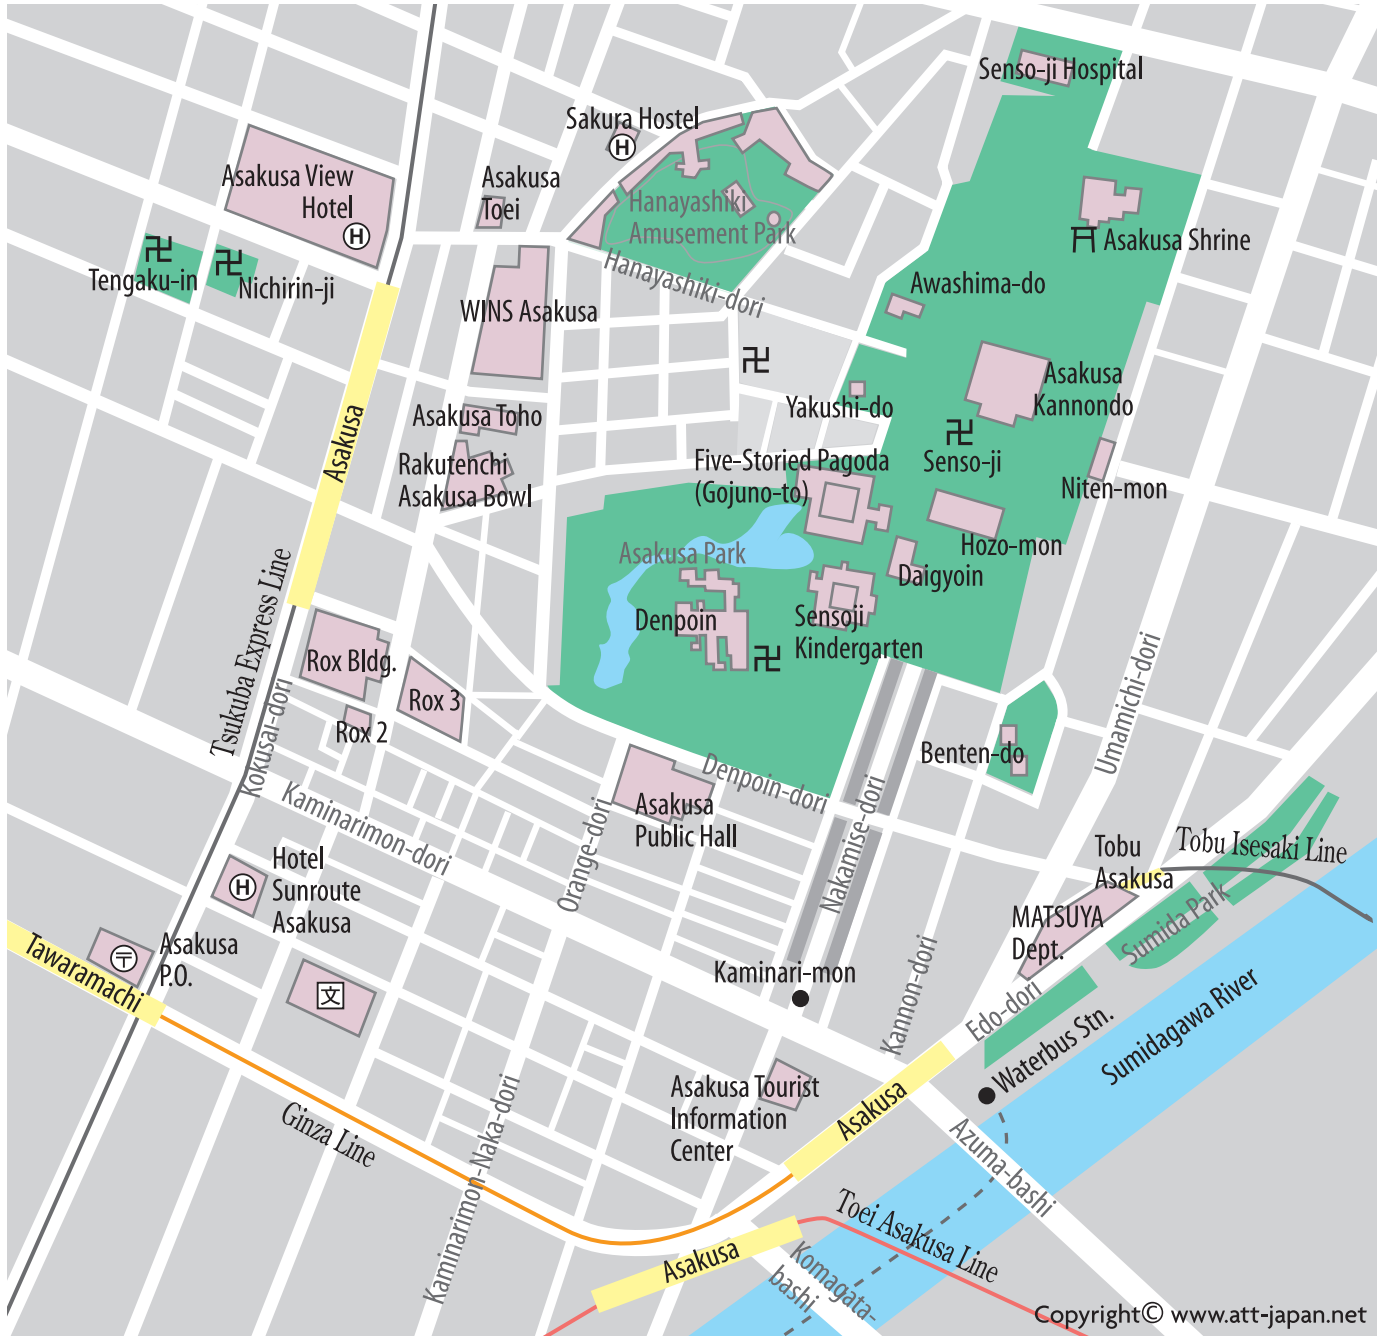 Senso-ji Hospital
Sakura Hostel
H
Asakusa View
Hotel
H
Asakusa
Toei
Hanayashiki
Amusement Park
Asakusa Shrine
卍
Tengaku-in
卍
Nichirin-ji
Hanayashiki-dori
Awashima-do
WINS Asakusa
卍
Asakusa
Kannondo
Yakushi-do
Asakusa Toho
Asakusa
卍
Senso-ji
Five-Storied Pagoda
(Gojuno-to)
Rakutenchi
Asakusa Bowl
Niten-mon
Hozo-mon
Asakusa Park
Daigyoin
Tsukuba Express Line
Denpoin
卍
Sensoji
Kindergarten
Rox Bldg.
Rox 3
Rox 2
Kokusai-dori
Umamichi-dori
Benten-do
Denpoin-dori
Kaminarimon-dori
Asakusa
Public Hall
Orange-dori
Nakamise-dori
Tobu
Asakusa
Tobu Isesaki Line
Hotel
Sunroute
Asakusa
H
MATSUYA
Dept.
Sumida Park
Asakusa
P.O.
〒
Tawaramachi
文
Kaminari-mon
Kannon-dori
Edo-dori
Waterbus Stn.
Sumidagawa River
Asakusa Tourist
Information
Center
Asakusa
Ginza Line
Kaminarimon-Naka-dori
Azuma-bashi
Toei Asakusa Line
Asakusa
Komagata-
bashi
Copyright© www.att-japan.net